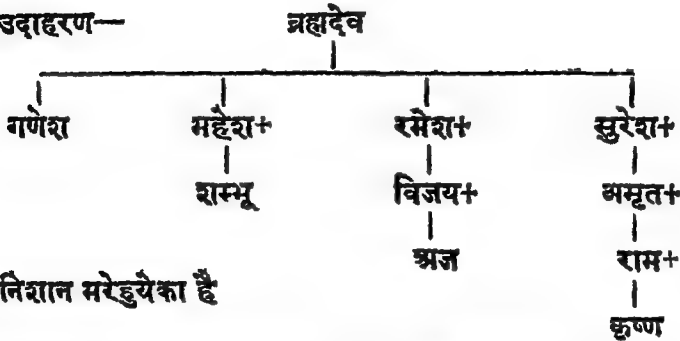 उदाहरण— ब्रह्मदेव
गणेश महेश+ रमेश+ सुरेश+
शम्भू विजय+ अमृत+
अज राम+
निशान मरेहुयेका है
कृष्ण